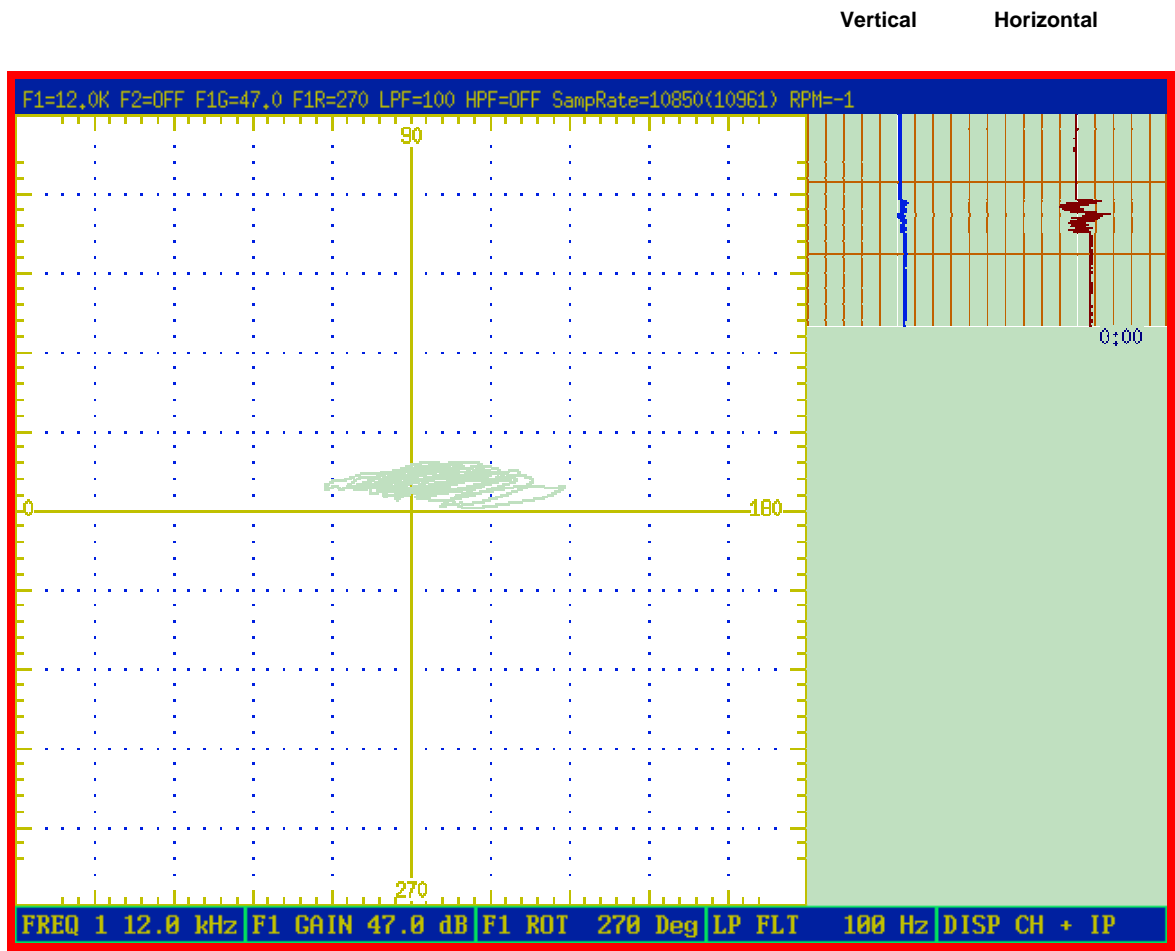 Vertical Horizontal
F1=12.0K F2=OFF F1G=47.0 F1R=270 LPF=100 HPF=OFF SampRate=10850(10961) RPM=-1
90
0:00
0
180
270
FREQ 1 12.0 kHz F1 GAIN 47.0 dB F1 ROT 270 Deg LP FLT 100 Hz DISP CH + IP